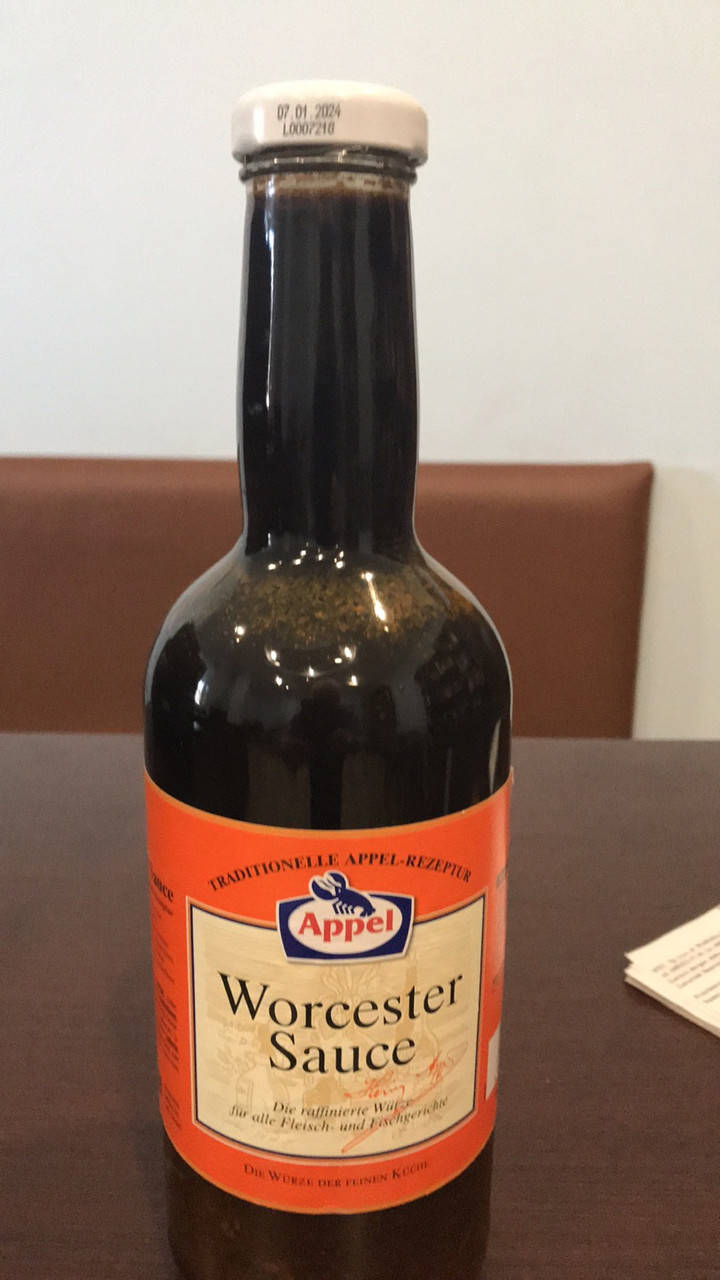 07.01.2024
L0007218
TRADITIONELLE APPEL-REZEPTUR
Appel
Worcester
Sauce
Die raffinierte Würze
für alle Fleisch- und Fischgerichte
DIE WÜRZE DER FEINEN KÜCHE